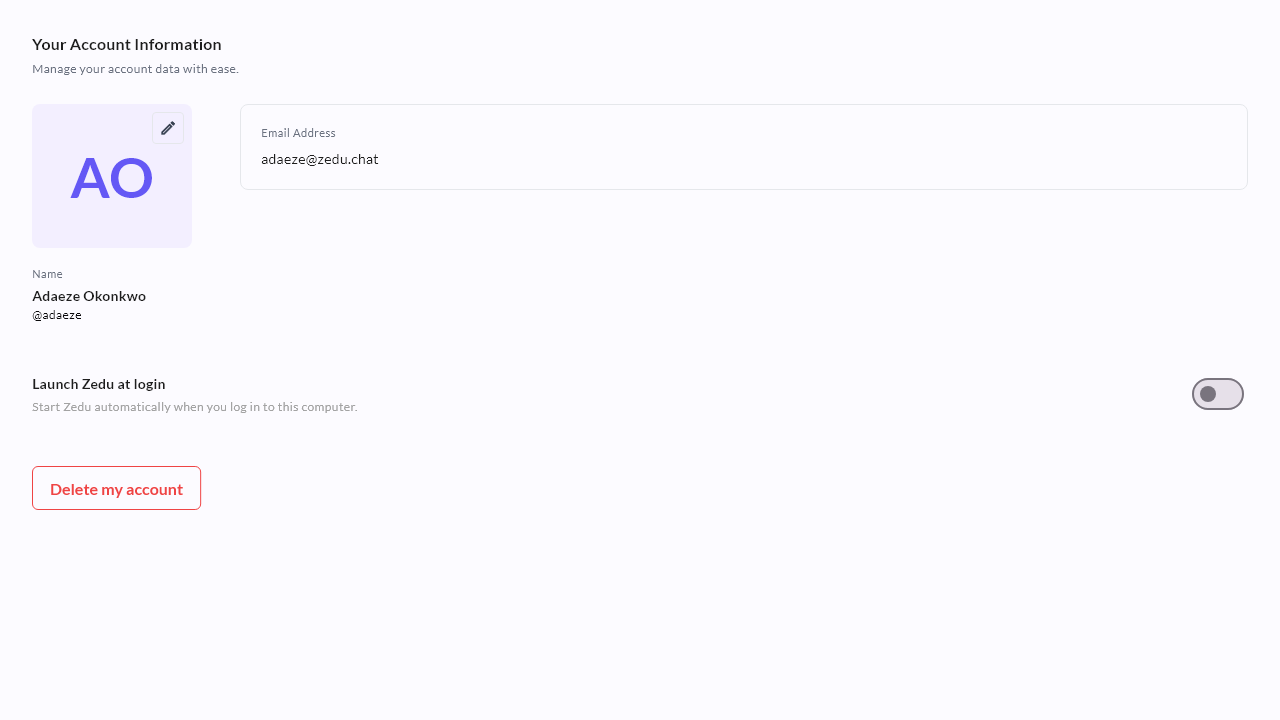 Your Account Information
Manage your account data with ease.
AO
Email Address
adaeze@zedu.chat
Name
Adaeze Okonkwo
@adaeze
Launch Zedu at login
Start Zedu automatically when you log in to this computer.
Delete my account